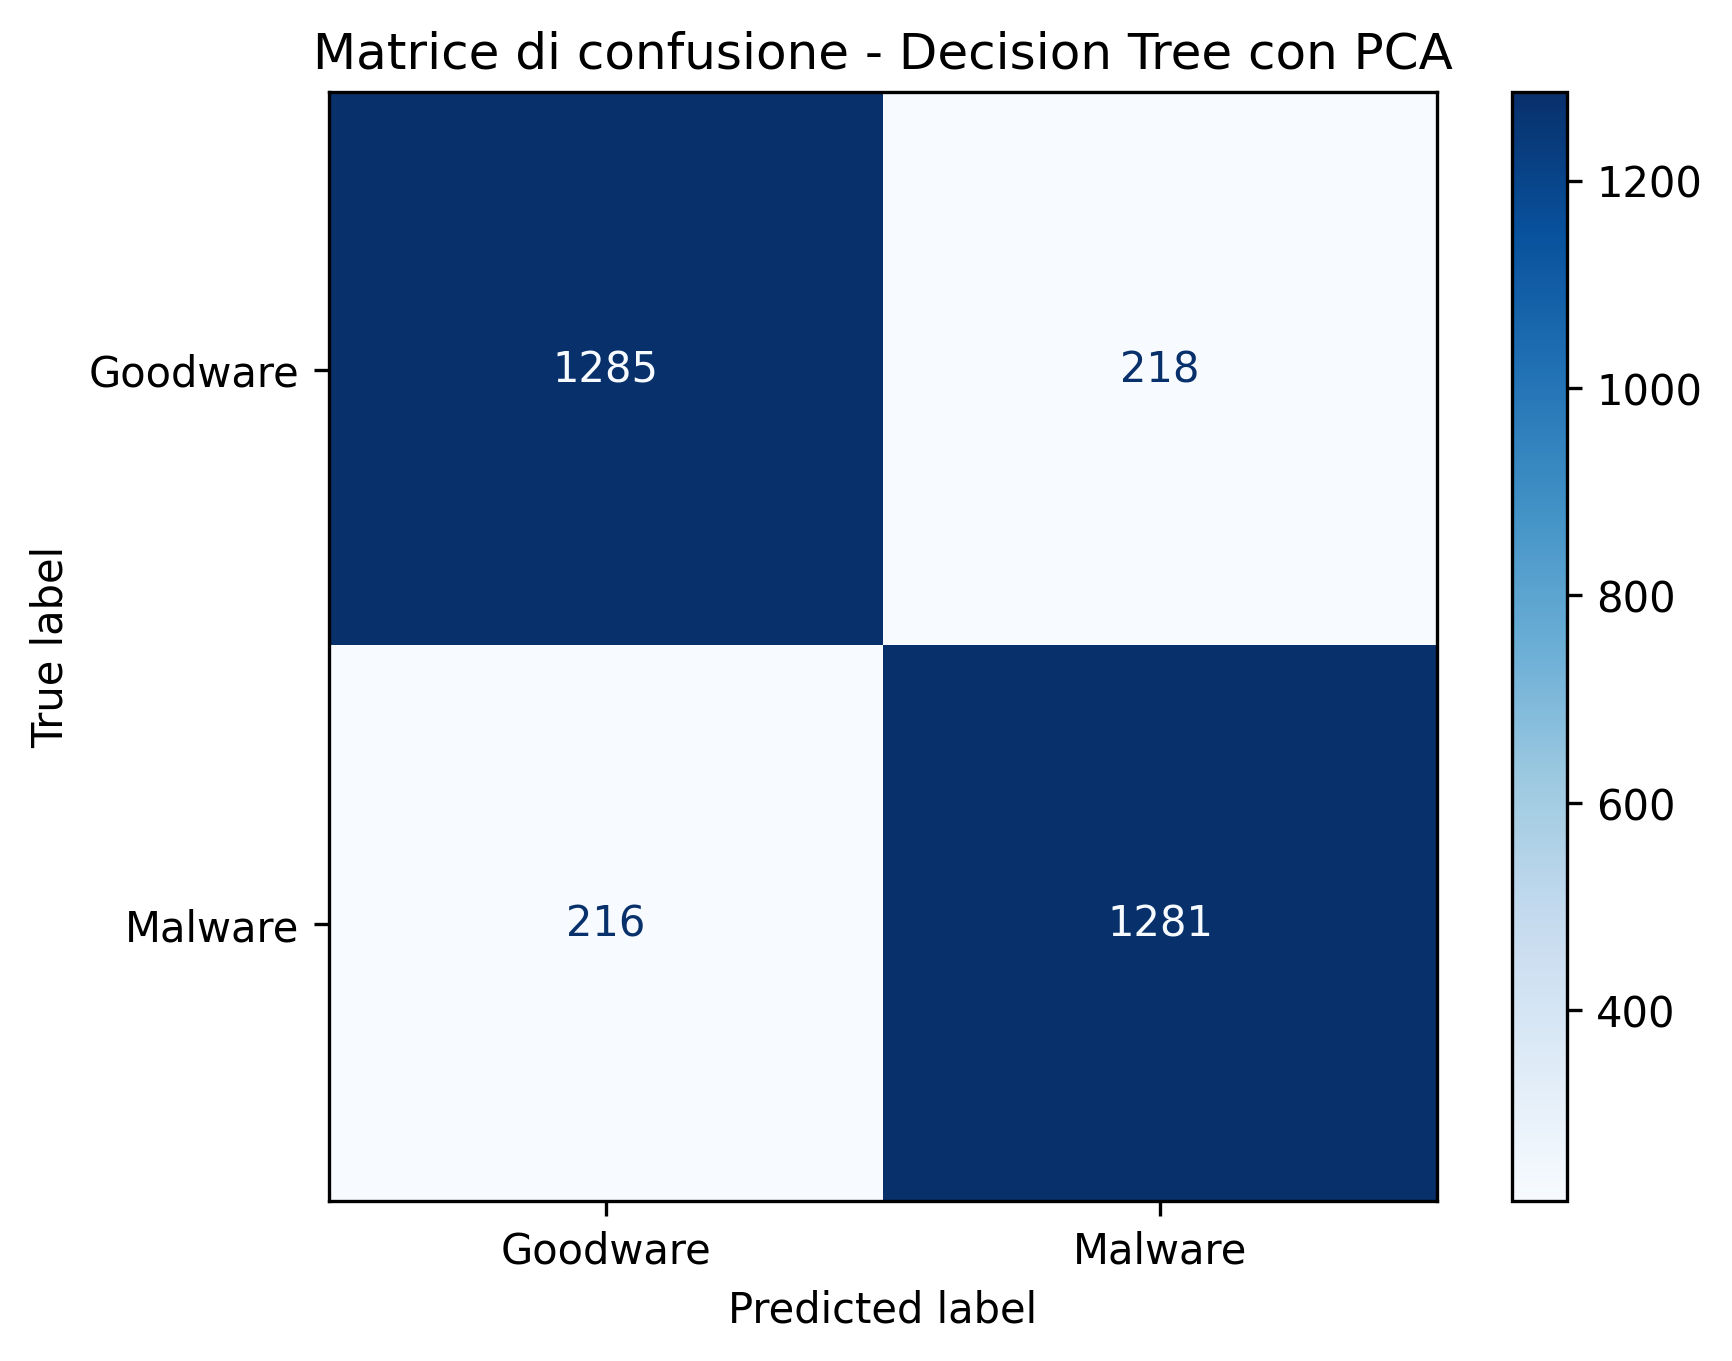 Matrice di confusione - Decision Tree con PCA
Goodware
1285
218
Malware
216
1281
True label
Goodware
Malware
Predicted label
1200
1000
800
600
400